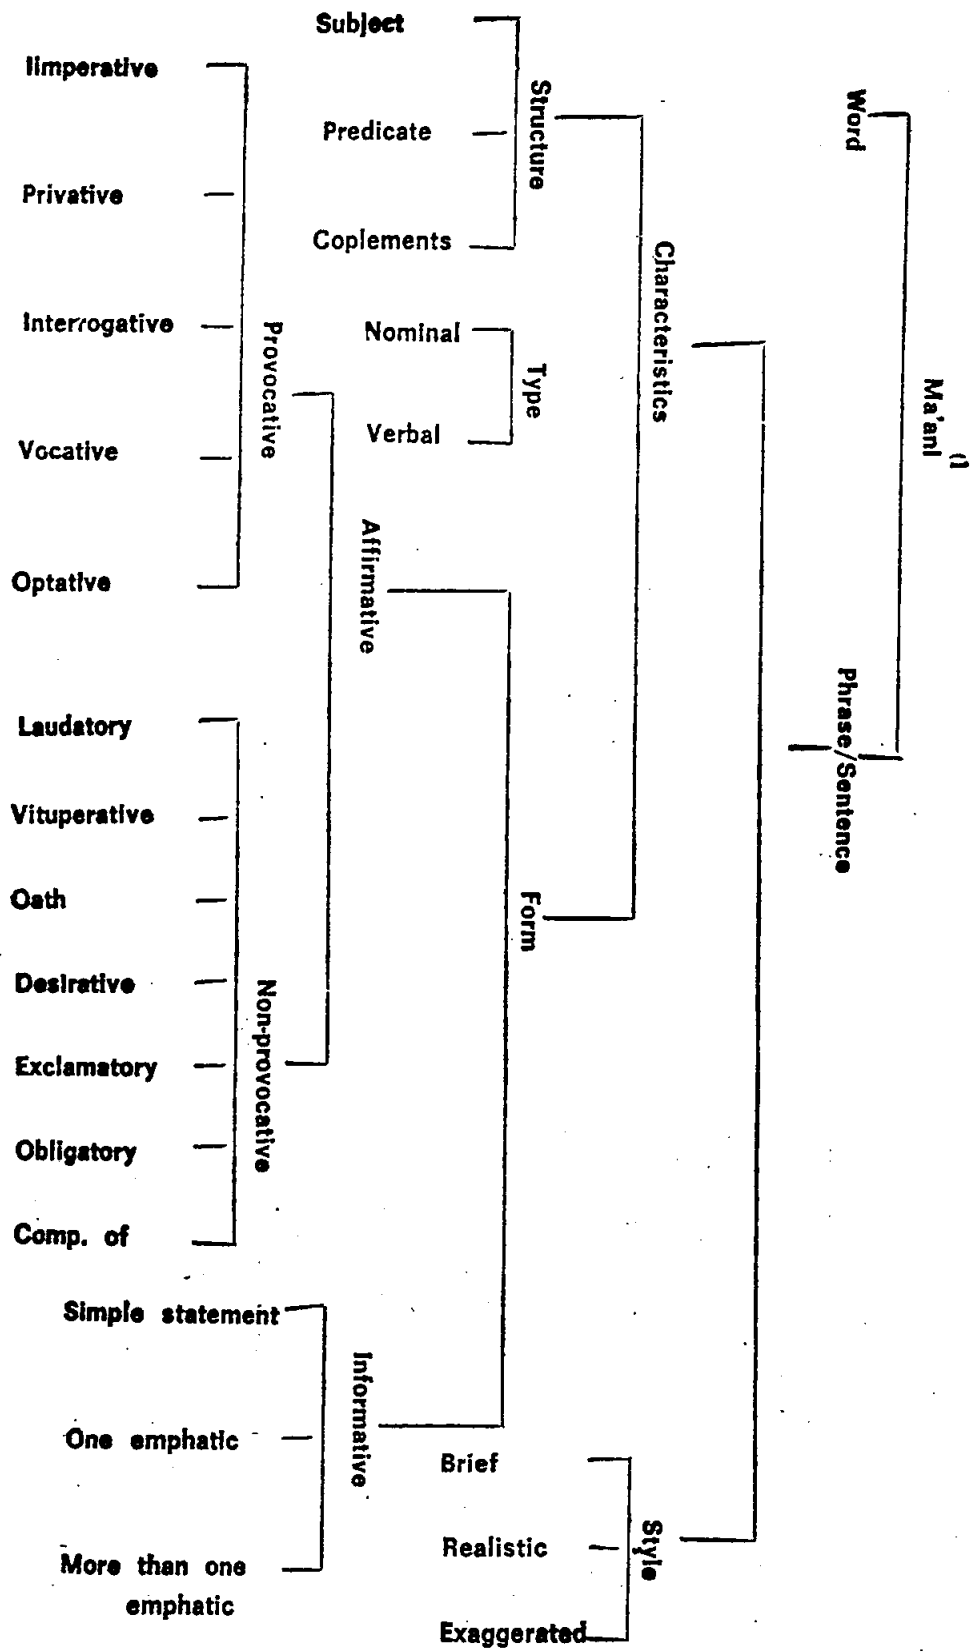 (1
Ma'ani
Word
Phrase/Sentence
Characteristics
Style
Structure
Type
Form
Subject
Predicate
Coplements
Nominal
Verbal
Affirmative
Informative
Brief
Realistic
Exaggerated
Provocative
Non-provocative
Iimperative
Privative
Interrogative
Vocative
Optative
Laudatory
Vituperative
Oath
Desirative
Exclamatory
Obligatory
Comp. of
Simple statement
One emphatic
More than one
emphatic